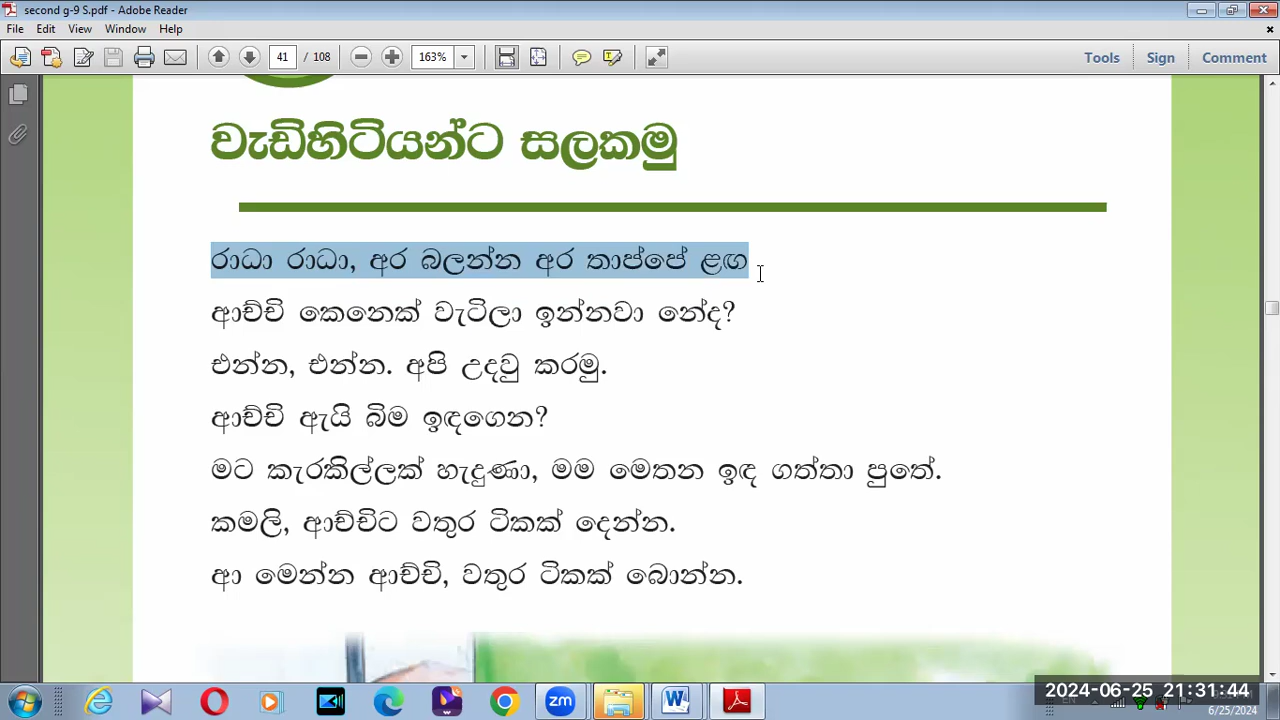 second g-9 S.pdf - Adobe Reader
File Edit View Window Help
41 / 108 163% Tools Sign Comment
වැඩිහිටියන්ට සලකමු
රාධා රාධා, අර බලන්න අර තාප්පේ ළඟ
ආච්චි කෙනෙක් වැටිලා ඉන්නවා නේද?
එන්න, එන්න. අපි උදවු කරමු.
ආච්චි ඇයි බිම ඉඳගෙන?
මට කැරකිල්ලක් හැදුණා, මම මෙතන ඉඳ ගත්තා පුතේ.
කමලි, ආච්චිට වතුර ටිකක් දෙන්න.
ආ මෙන්න ආච්චි, වතුර ටිකක් බොන්න.
zm
2024-06-25 21:31:44
6/25/2024